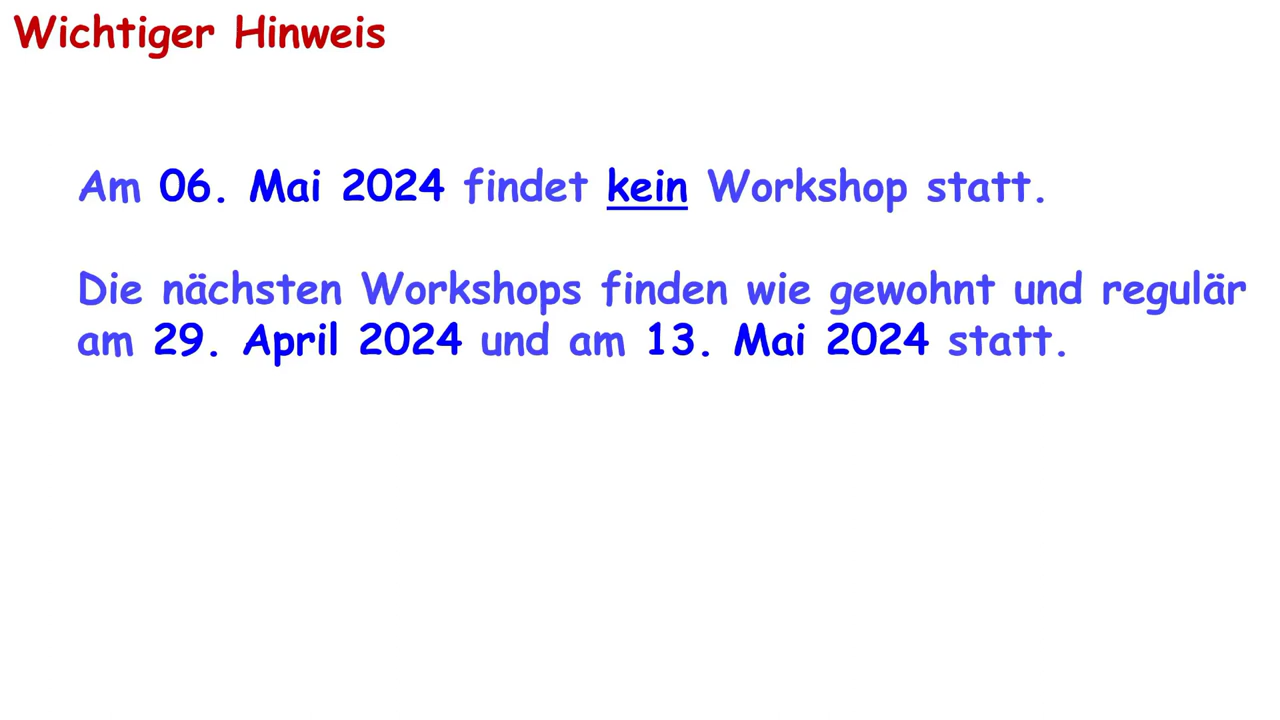 Wichtiger Hinweis
Am 06. Mai 2024 findet kein Workshop statt.
Die nächsten Workshops finden wie gewohnt und regulär
am 29. April 2024 und am 13. Mai 2024 statt.